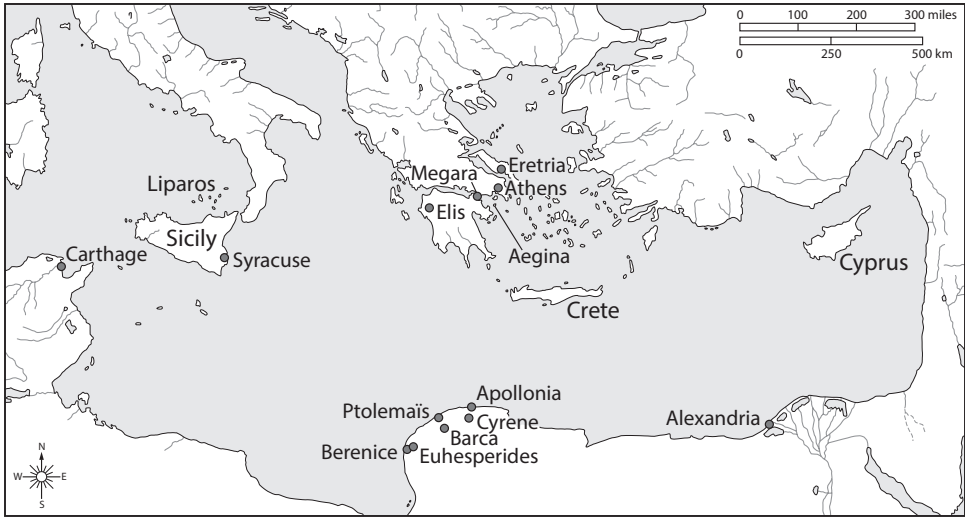 0 100 200 300 miles
0 250 500 km
Eretria
Megara
Athens
Liparos
Elis
Sicily
Carthage
Syracuse
Aegina
Cyprus
Crete
Apollonia
Ptolemaïs
Cyrene
Alexandria
Barca
Berenice
Euhesperides
N
W E
S